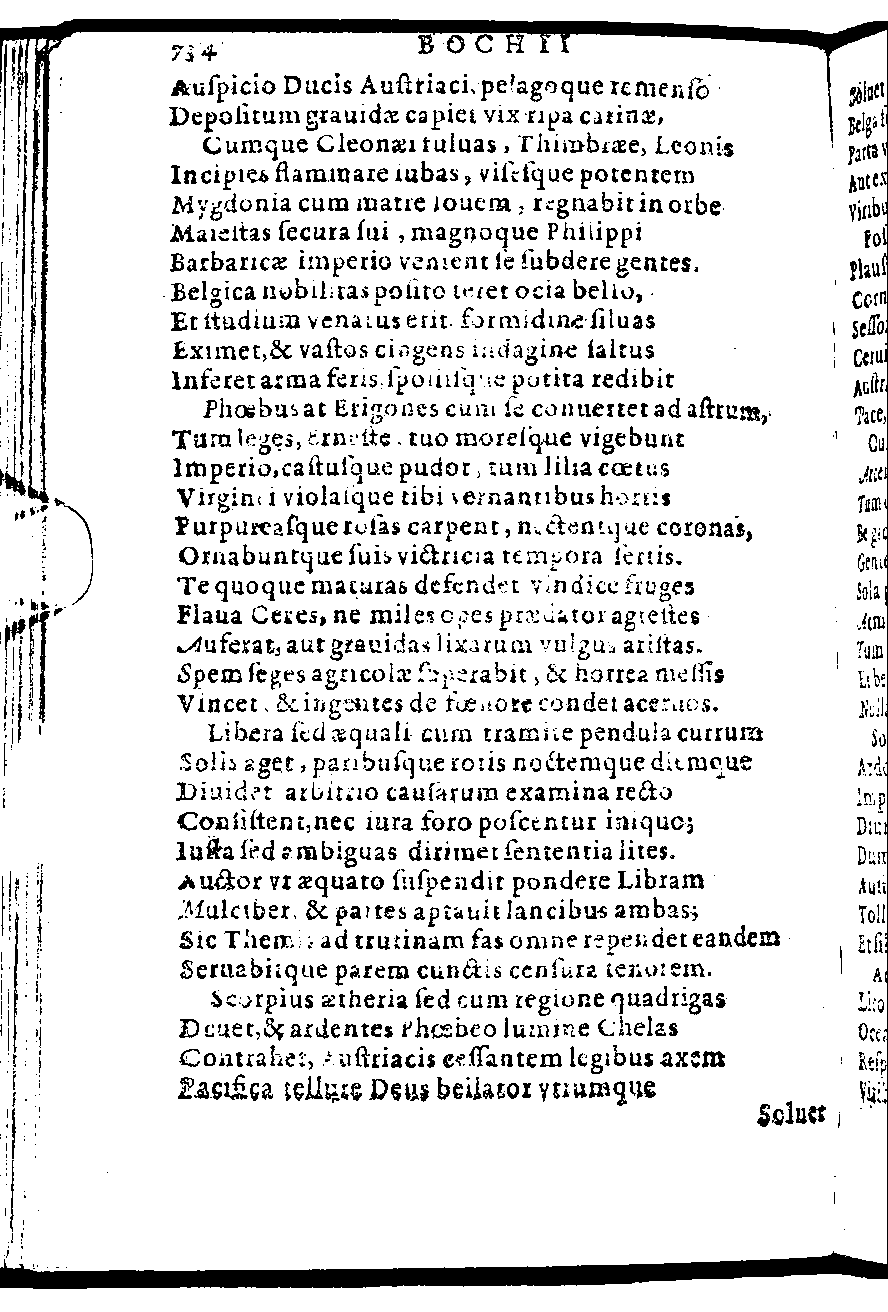 734 BOCHII
Auſpicio Ducis Auſtriaci, pelagoque remenſo
Depoſitum grauidæ capiet vix ripa carinæ,
Cumque Cleonæi fuluas, Thimbræe, Leonis
Incipies flammare iubas, viſeſque potentem
Mygdonia cum matre Iouem, regnabit in orbe
Maieſtas ſecura ſui, magnoque Philippi
Barbaricæ imperio venient ſe ſubdere gentes.
Belgica nobilitas poſito teret ocia bello,
Et ſtudium venatus erit. formidine ſiluas
Eximet, & vaſtos cingens indagine ſaltus
Inferet arma feris, ſpoliiſque potita redibit
Phœbus at Erigones cum ſe conuertet ad aſtrum,
Tum leges, Erneſte, tuo moreſque vigebunt
Imperio, caſtuſque pudor, tum lilia cœtus
Virginei violaſque tibi vernantibus hortis
Purpureaſque roſas carpent, nectentque coronas,
Ornabuntque ſuis victricia tempora ſertis.
Te quoque maturas defendet vindice fruges
Flaua Ceres, ne miles opes prædator agreſtes
Auferat, aut grauidas lixarum vulgus ariſtas.
Spem ſeges agricolæ ſuperabit, & horrea meſſis
Vincet, & ingentes de fœnore condet aceruos.
Libera ſed æquali cum tramite pendula currum
Solis aget, paribuſque rotis noctemque diemque
Diuidet arbitrio cauſarum examina recto
Conſiſtent, nec iura foro poſcentur iniquo;
Iuſta ſed ambiguas dirimet ſententia lites.
Auctor vt æquato ſuſpendit pondere Libram
Mulciber, & partes aptauit lancibus ambas;
Sic Themis ad trutinam fas omne rependet eandem
Seruabitque parem cunctis cenſura tenorem.
Scorpius ætheria ſed cum regione quadrigas
Deuet, & ardentes Phœbeo lumine Chelas
Contrahet, Auſtriacis ceſſantem legibus axem
Pacifica tellure Deus bellator vtrumque
Soluet